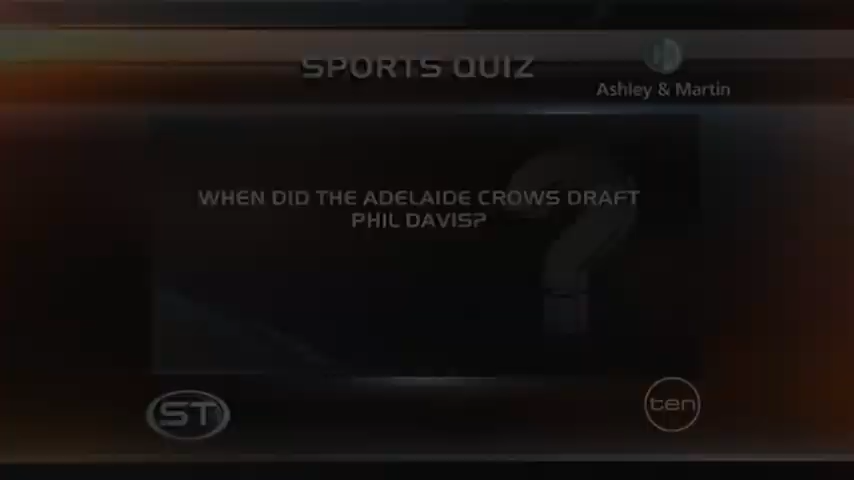 SPORTS QUIZ
Ashley & Martin
WHEN DID THE ADELAIDE CROWS DRAFT
PHIL DAVIS?
ST
ten